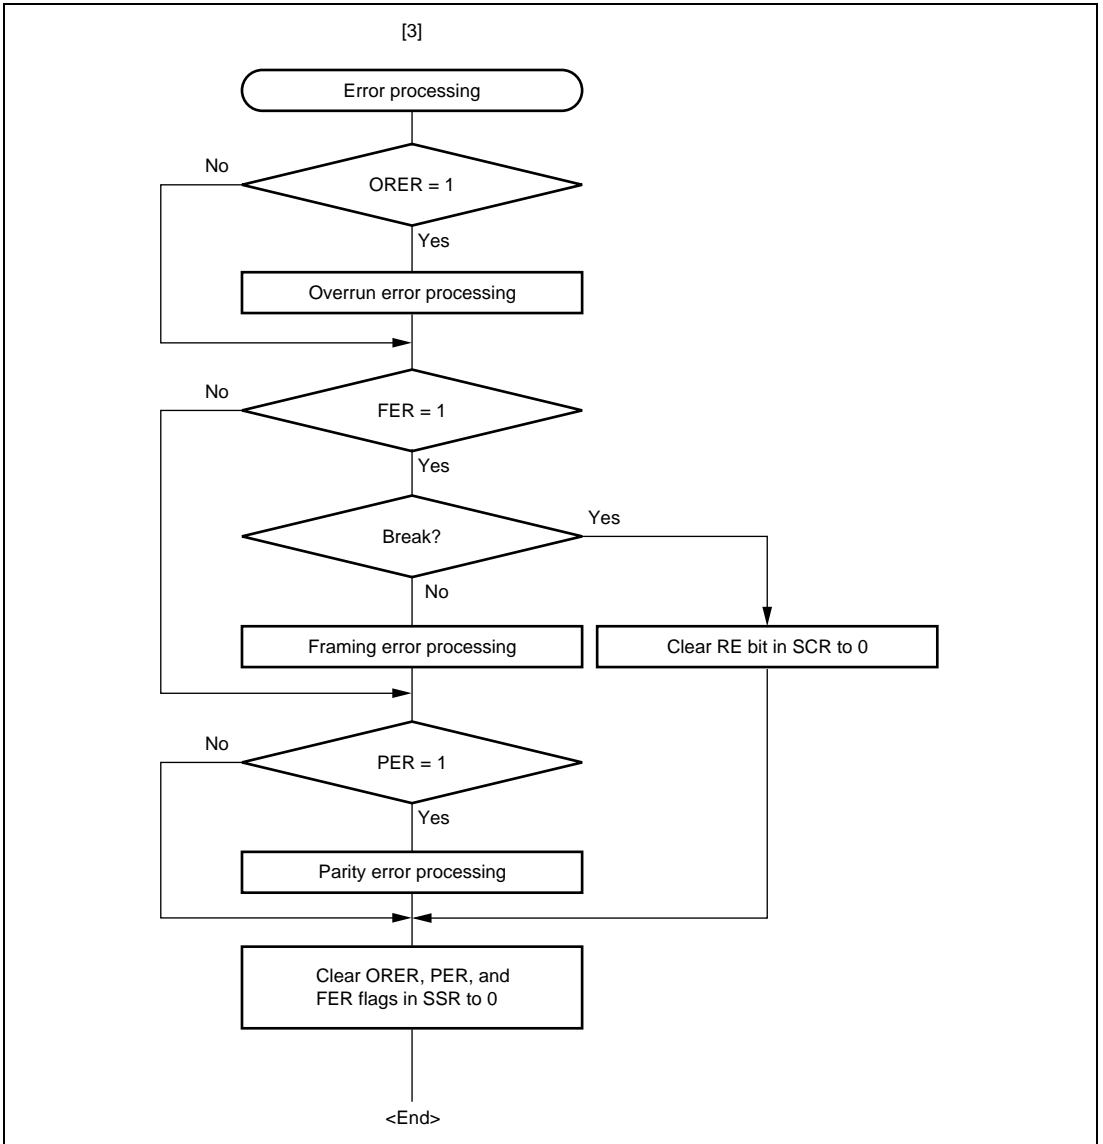 [3]
Error processing
No
ORER = 1
Yes
Overrun error processing
No
FER = 1
Yes
Break?
Yes
No
Framing error processing
Clear RE bit in SCR to 0
No
PER = 1
Yes
Parity error processing
Clear ORER, PER, and
FER flags in SSR to 0
<End>